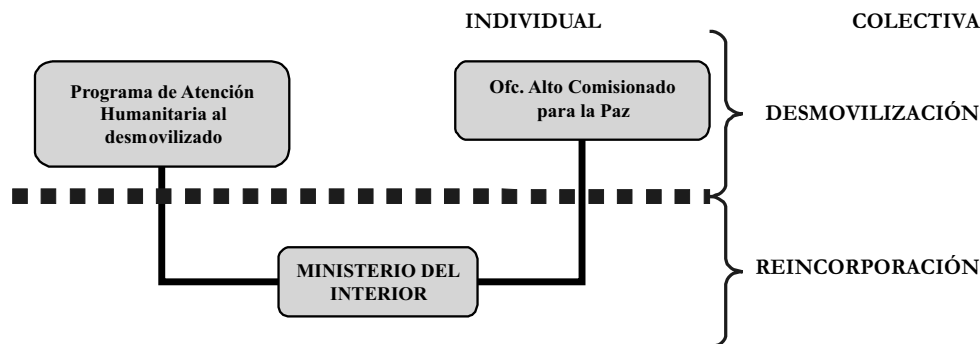 INDIVIDUAL
COLECTIVA
Programa de Atención
Humanitaria al
desmovilizado
Ofc. Alto Comisionado
para la Paz
DESMOVILIZACIÓN
MINISTERIO DEL
INTERIOR
REINCORPORACIÓN